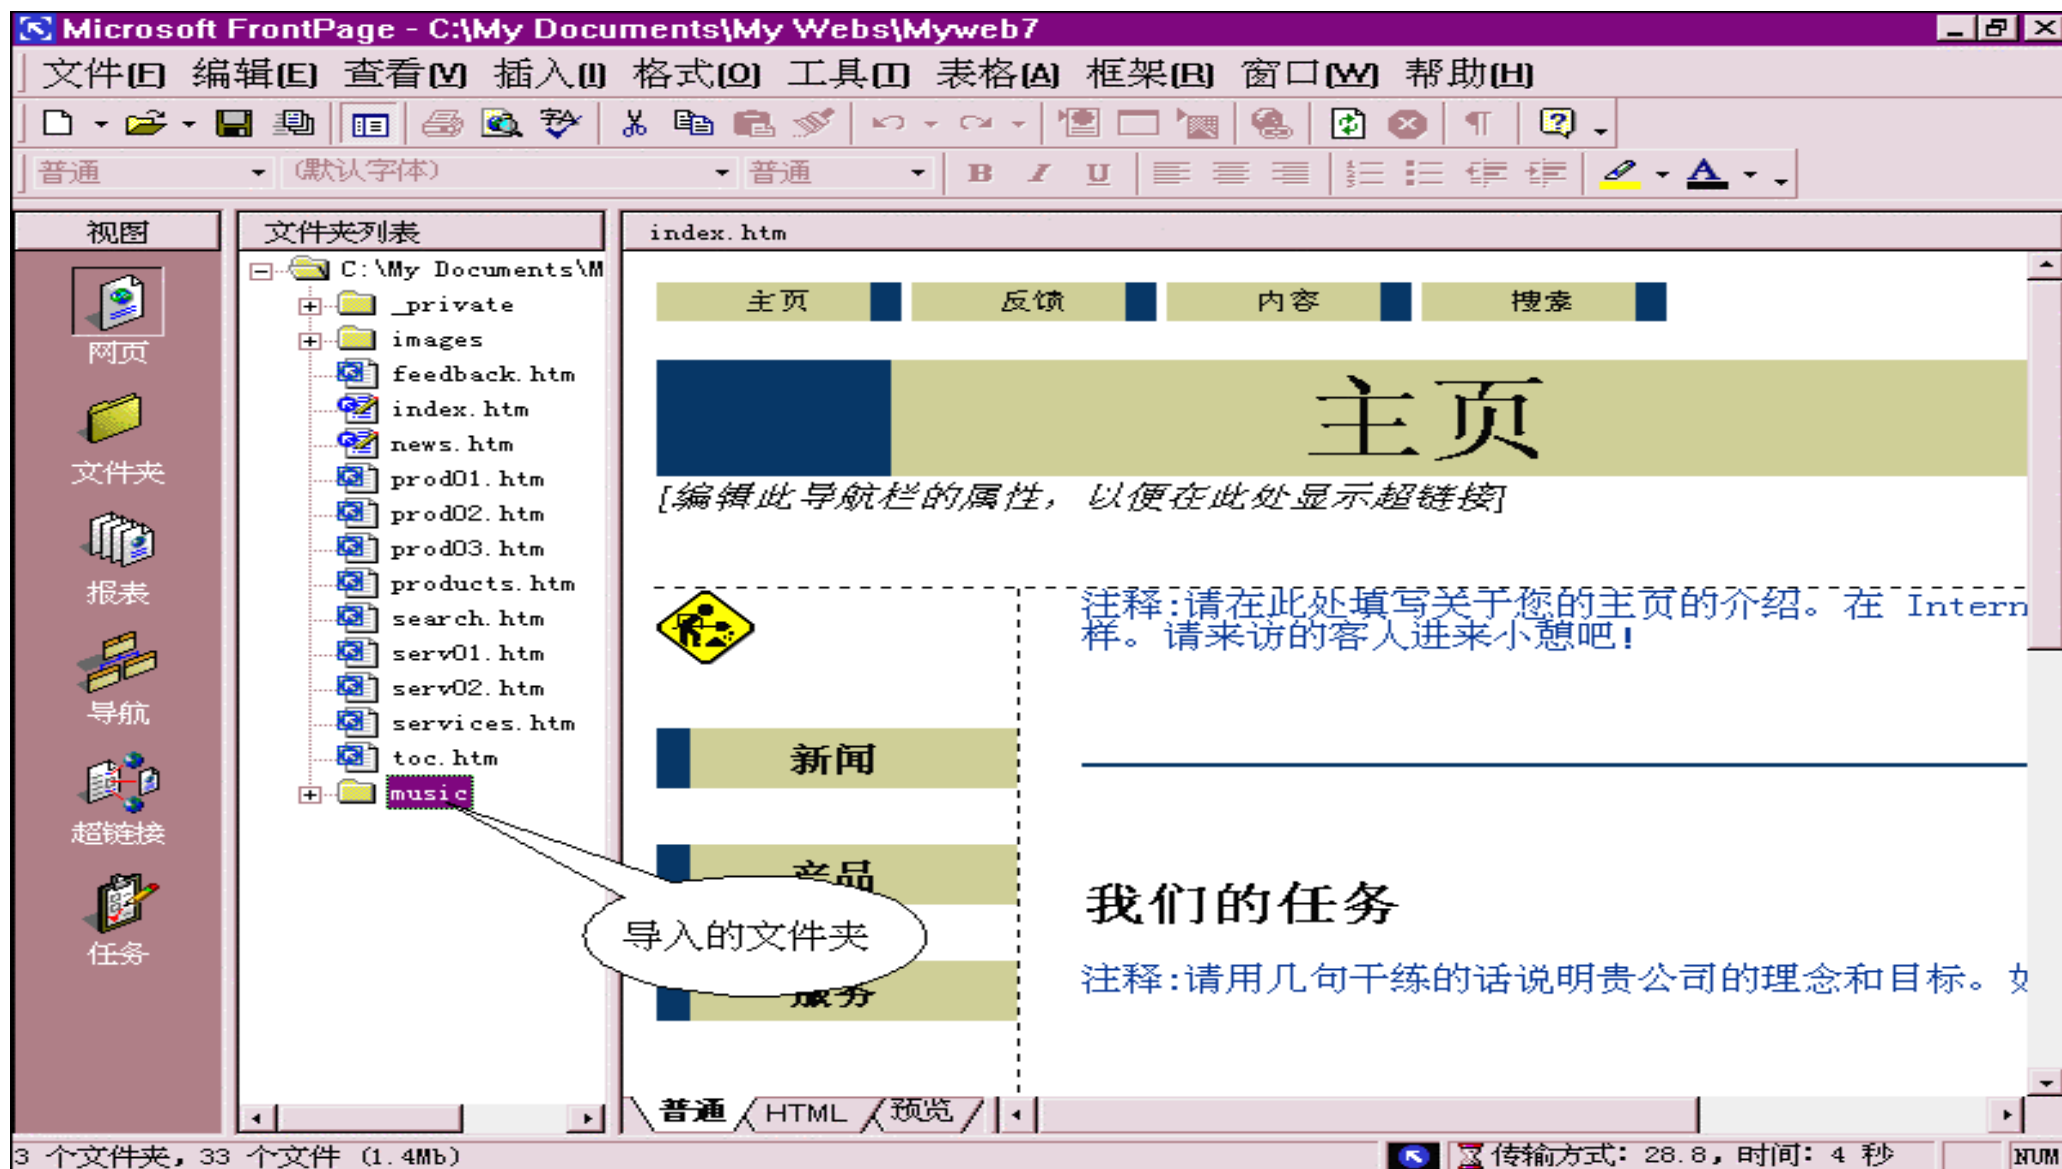 Microsoft FrontPage - C:\My Documents\My Webs\Myweb7
文件(F) 编辑(E) 查看(V) 插入(I) 格式(O) 工具(T) 表格(A) 框架(R) 窗口(W) 帮助(H)
普通 (默认字体) 普通 B I U A
视图
网页
文件夹
报表
导航
超链接
任务
文件夹列表
C:\My Documents\M
_private
images
feedback.htm
index.htm
news.htm
prod01.htm
prod02.htm
prod03.htm
products.htm
search.htm
serv01.htm
serv02.htm
services.htm
toc.htm
music
导入的文件夹
index.htm
主页 反馈 内容 搜索
主页
[编辑此导航栏的属性，以便在此处显示超链接]
注释:请在此处填写关于您的主页的介绍。在 Intern
样。请来访的客人进来小憩吧!
新闻
产品
服务
我们的任务
注释:请用几句干练的话说明贵公司的理念和目标。如
普通 HTML 预览
3 个文件夹，33 个文件 (1.4Mb)
传输方式：28.8，时间：4 秒
NUM